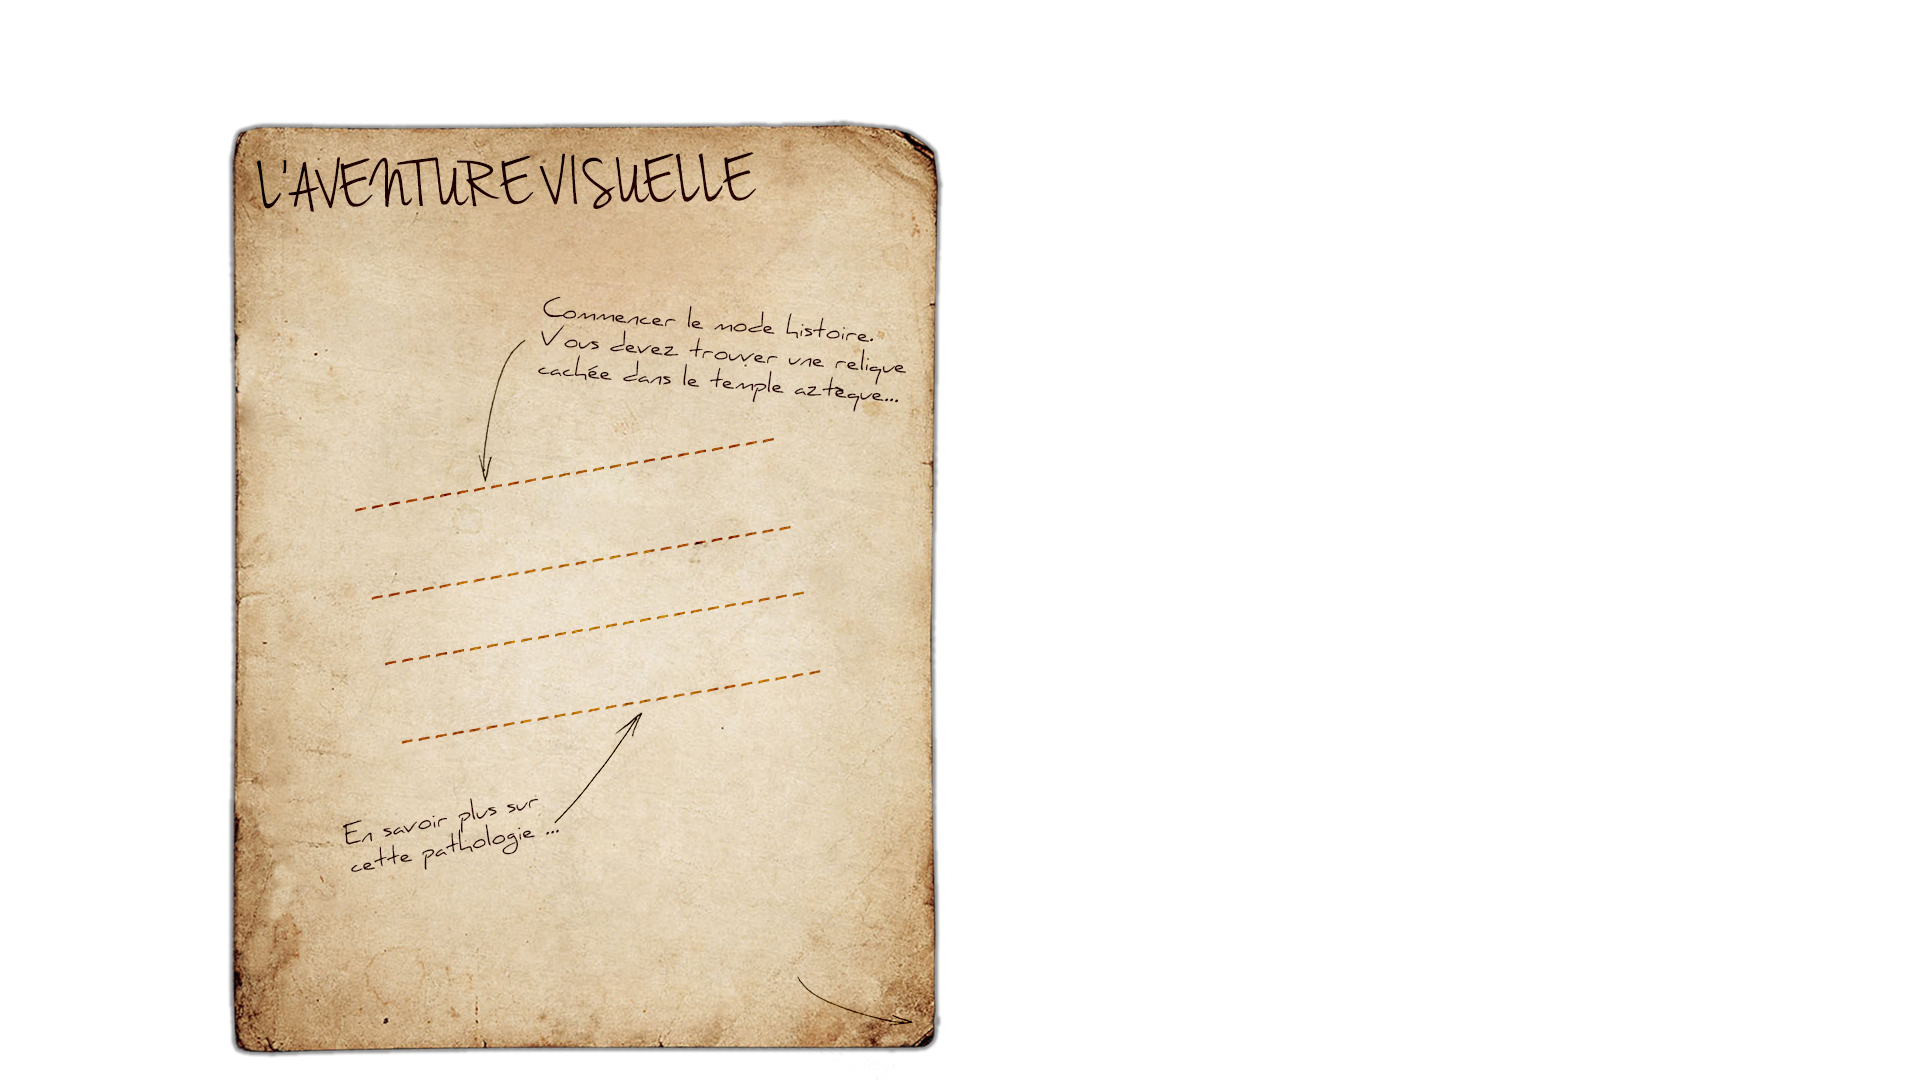 L'AVENTURE VISUELLE
Commencer le mode histoire.
Vous devez trouver une relique
cachée dans le temple aztèque...
En savoir plus sur
cette pathologie ...